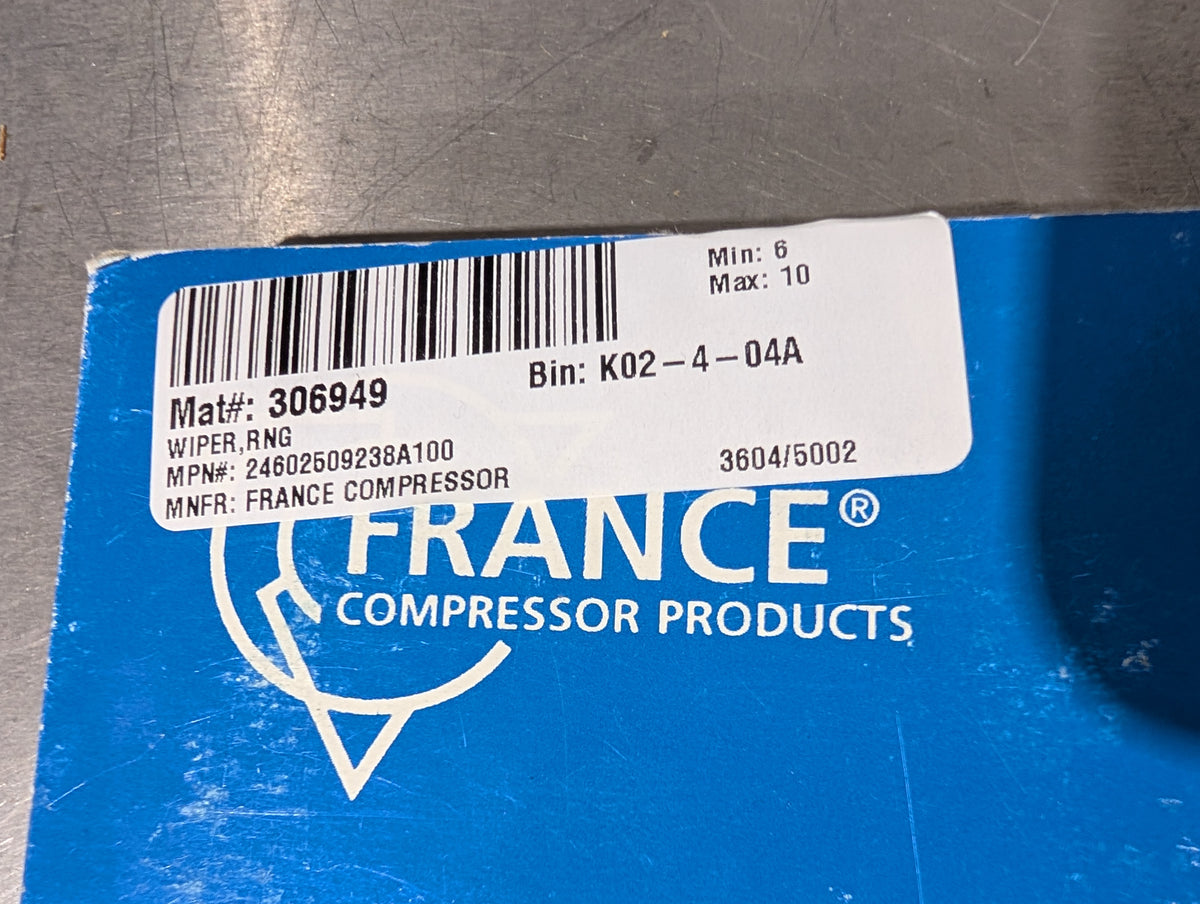 Min: 6
Max: 10
Mat#: 306949
Bin: K02-4-04A
WIPER,RNG
MPN#: 24602509238A100
MNFR: FRANCE COMPRESSOR
3604/5002
FRANCE®
COMPRESSOR PRODUCTS